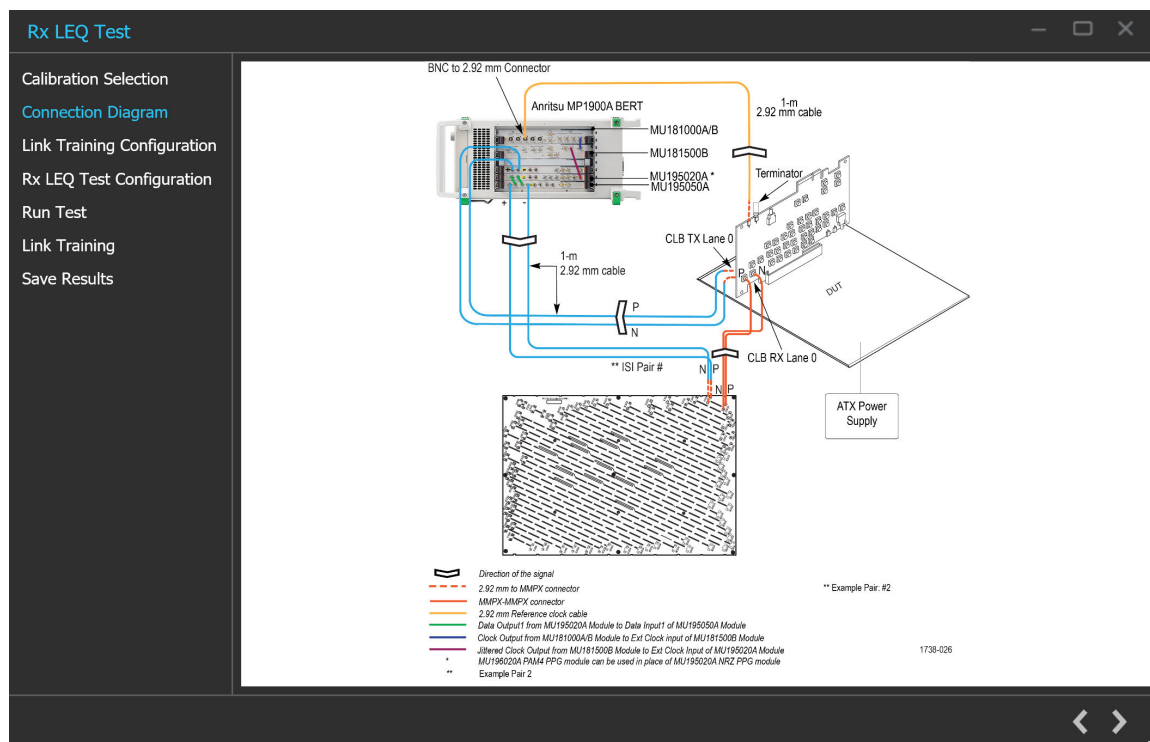 Rx LEQ Test
Calibration Selection
Connection Diagram
Link Training Configuration
Rx LEQ Test Configuration
Run Test
Link Training
Save Results
BNC to 2.92 mm Connector
Anritsu MP1900A BERT
1-m
2.92 mm cable
MU181000A/B
MU181500B
MU195020A *
MU195050A
Terminator
+
-
CLB TX Lane 0
P
N
DUT
1-m
2.92 mm cable
P
N
CLB RX Lane 0
** ISI Pair #
N P
N P
ATX Power
Supply
Direction of the signal
2.92 mm to MMPX connector
** Example Pair: #2
MMPX-MMPX connector
2.92 mm Reference clock cable
Data Output1 from MU195020A Module to Data Input1 of MU195050A Module
Clock Output from MU181000A/B Module to Ext Clock input of MU181500B Module
Jittered Clock Output from MU181500B Module to Ext Clock Input of MU195020A Module
1738-026
* MU196020A PAM4 PPG module can be used in place of MU195020A NRZ PPG module
** Example Pair 2